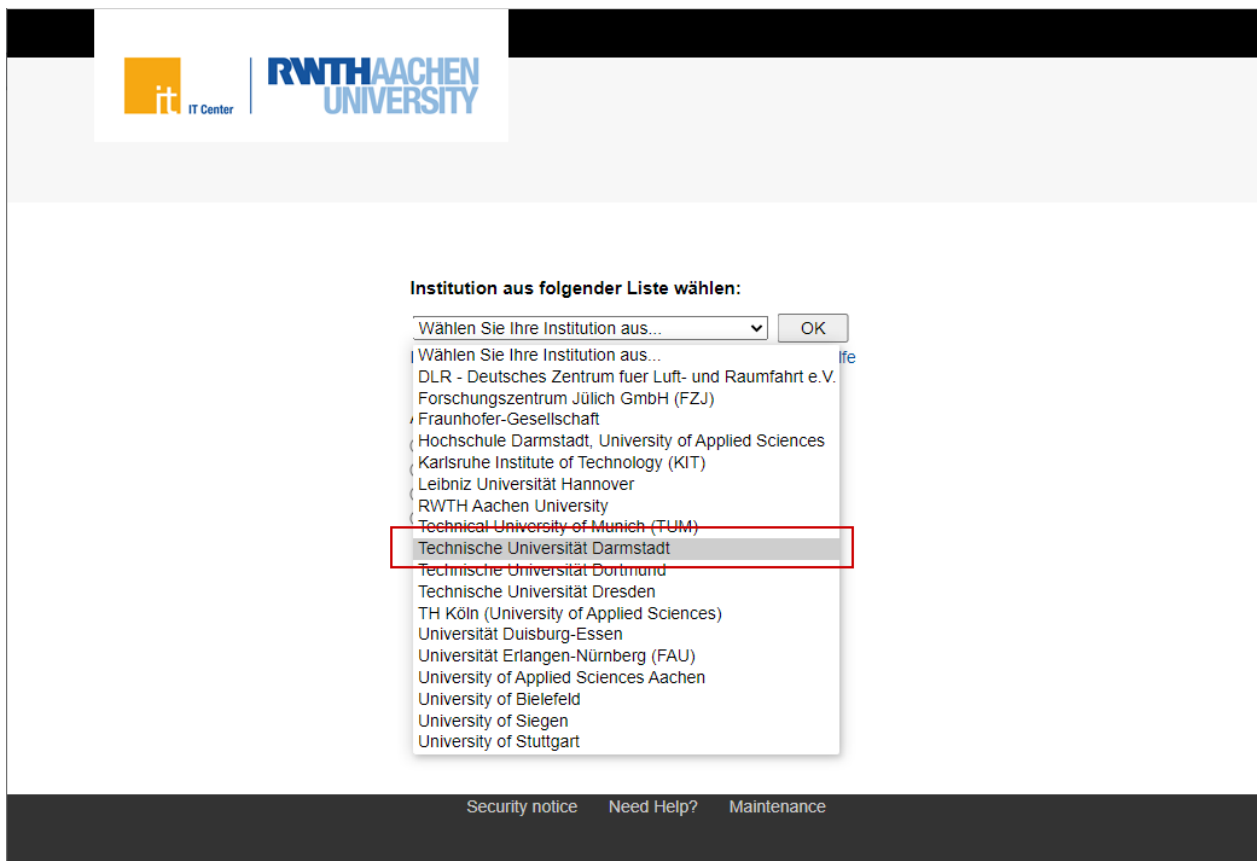 it IT Center
RWTHAACHEN
UNIVERSITY
Institution aus folgender Liste wählen:
Wählen Sie Ihre Institution aus... OK
Wählen Sie Ihre Institution aus...
DLR - Deutsches Zentrum fuer Luft- und Raumfahrt e.V.
Forschungszentrum Jülich GmbH (FZJ)
Fraunhofer-Gesellschaft
Hochschule Darmstadt, University of Applied Sciences
Karlsruhe Institute of Technology (KIT)
Leibniz Universität Hannover
RWTH Aachen University
Technical University of Munich (TUM)
Technische Universität Darmstadt
Technische Universität Dortmund
Technische Universität Dresden
TH Köln (University of Applied Sciences)
Universität Duisburg-Essen
Universität Erlangen-Nürnberg (FAU)
University of Applied Sciences Aachen
University of Bielefeld
University of Siegen
University of Stuttgart
Security notice Need Help? Maintenance